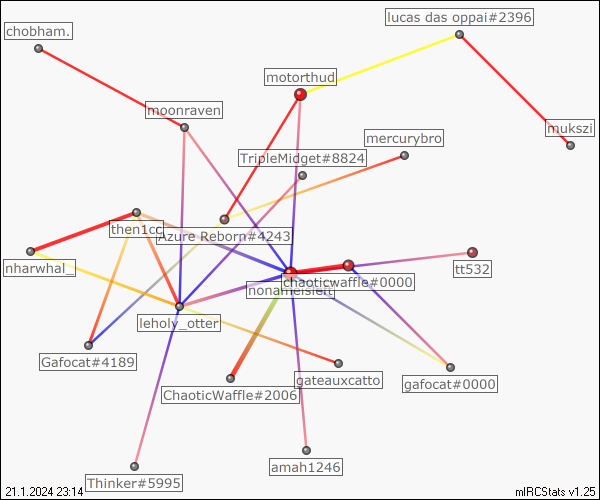 lucas das oppai#2396
chobham.
motorthud
moonraven
mukszi
mercurybro
TripleMidget#8824
then1cc
Azure Reborn#4243
nharwhal_
tt532
chaoticwaffle#0000
leholy_otter
Gafocat#4189
gateauxcatto
gafocat#0000
ChaoticWaffle#2006
amah1246
Thinker#5995
21.1.2024 23:14
mIRCStats v1.25